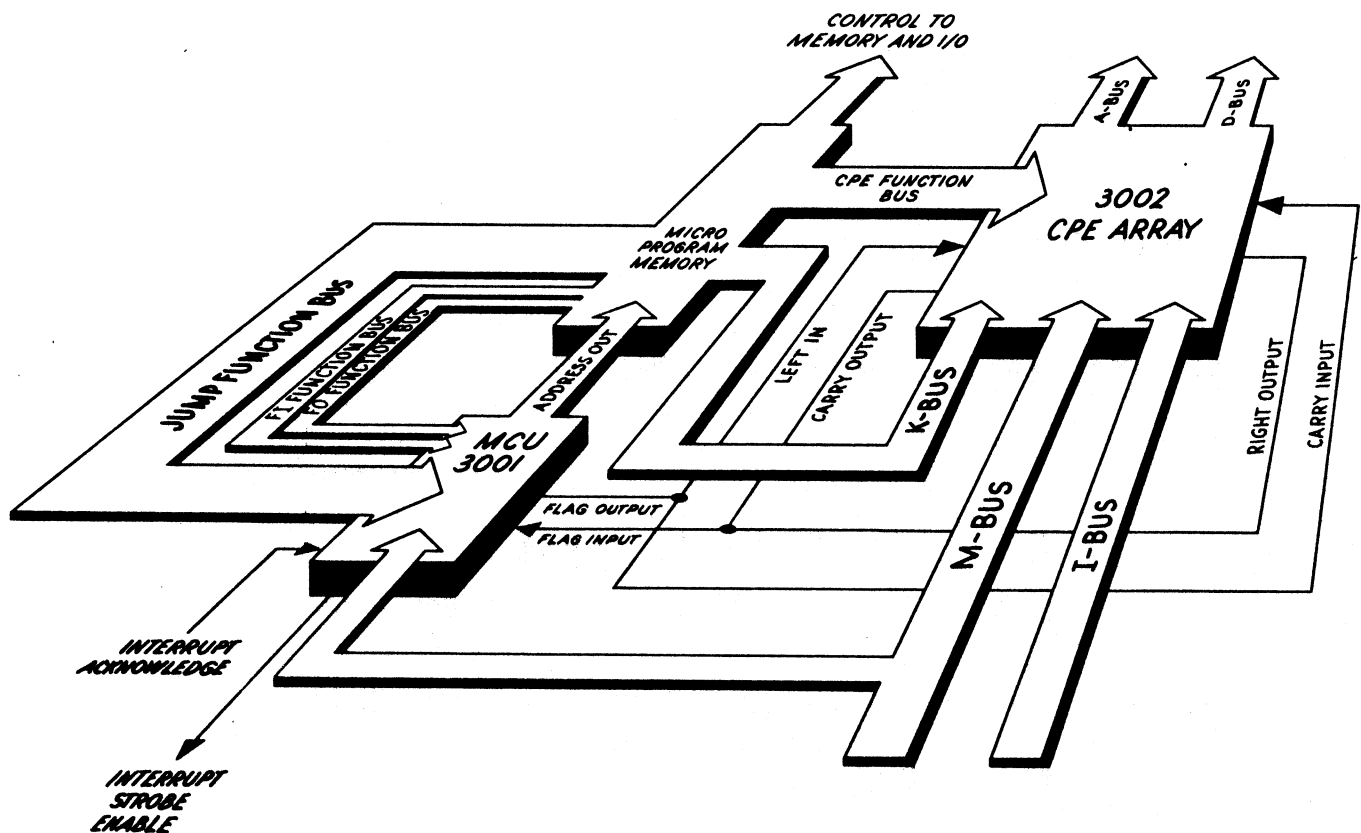 CONTROL TO
MEMORY AND I/O
A-BUS
D-BUS
CPE FUNCTION
BUS
3002
CPE ARRAY
MICRO
PROGRAM
MEMORY
JUMP FUNCTION BUS
FI FUNCTION BUS
FO FUNCTION BUS
ADDRESS OUT
LEFT IN
CARRY OUTPUT
K-BUS
RIGHT OUTPUT
CARRY INPUT
MCU
3001
FLAG OUTPUT
FLAG INPUT
M-BUS
I-BUS
INTERRUPT
ACKNOWLEDGE
INTERRUPT
STROBE
ENABLE